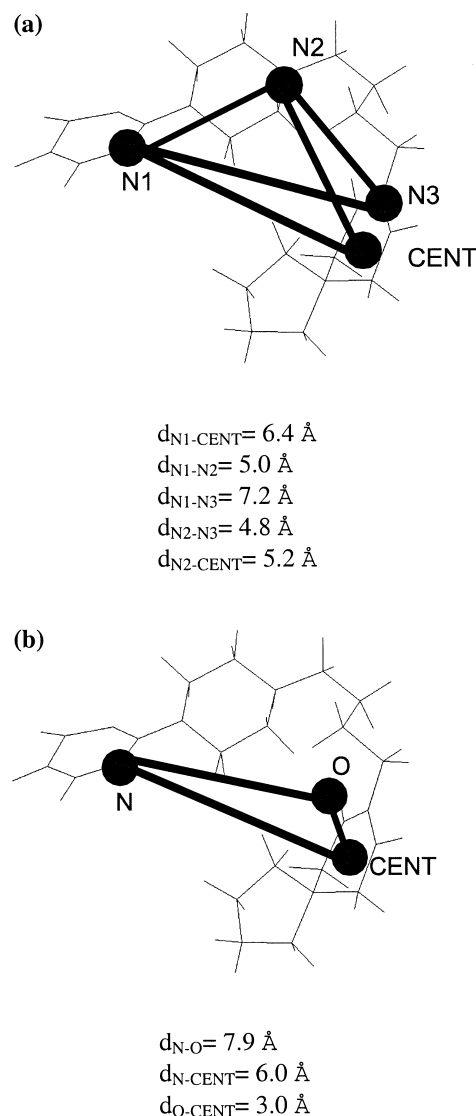 (a)
N2
N1
N3
CENT
dN1-CENT= 6.4 Å
dN1-N2= 5.0 Å
dN1-N3= 7.2 Å
dN2-N3= 4.8 Å
dN2-CENT= 5.2 Å
(b)
O
N
CENT
dN-O= 7.9 Å
dN-CENT= 6.0 Å
dO-CENT= 3.0 Å